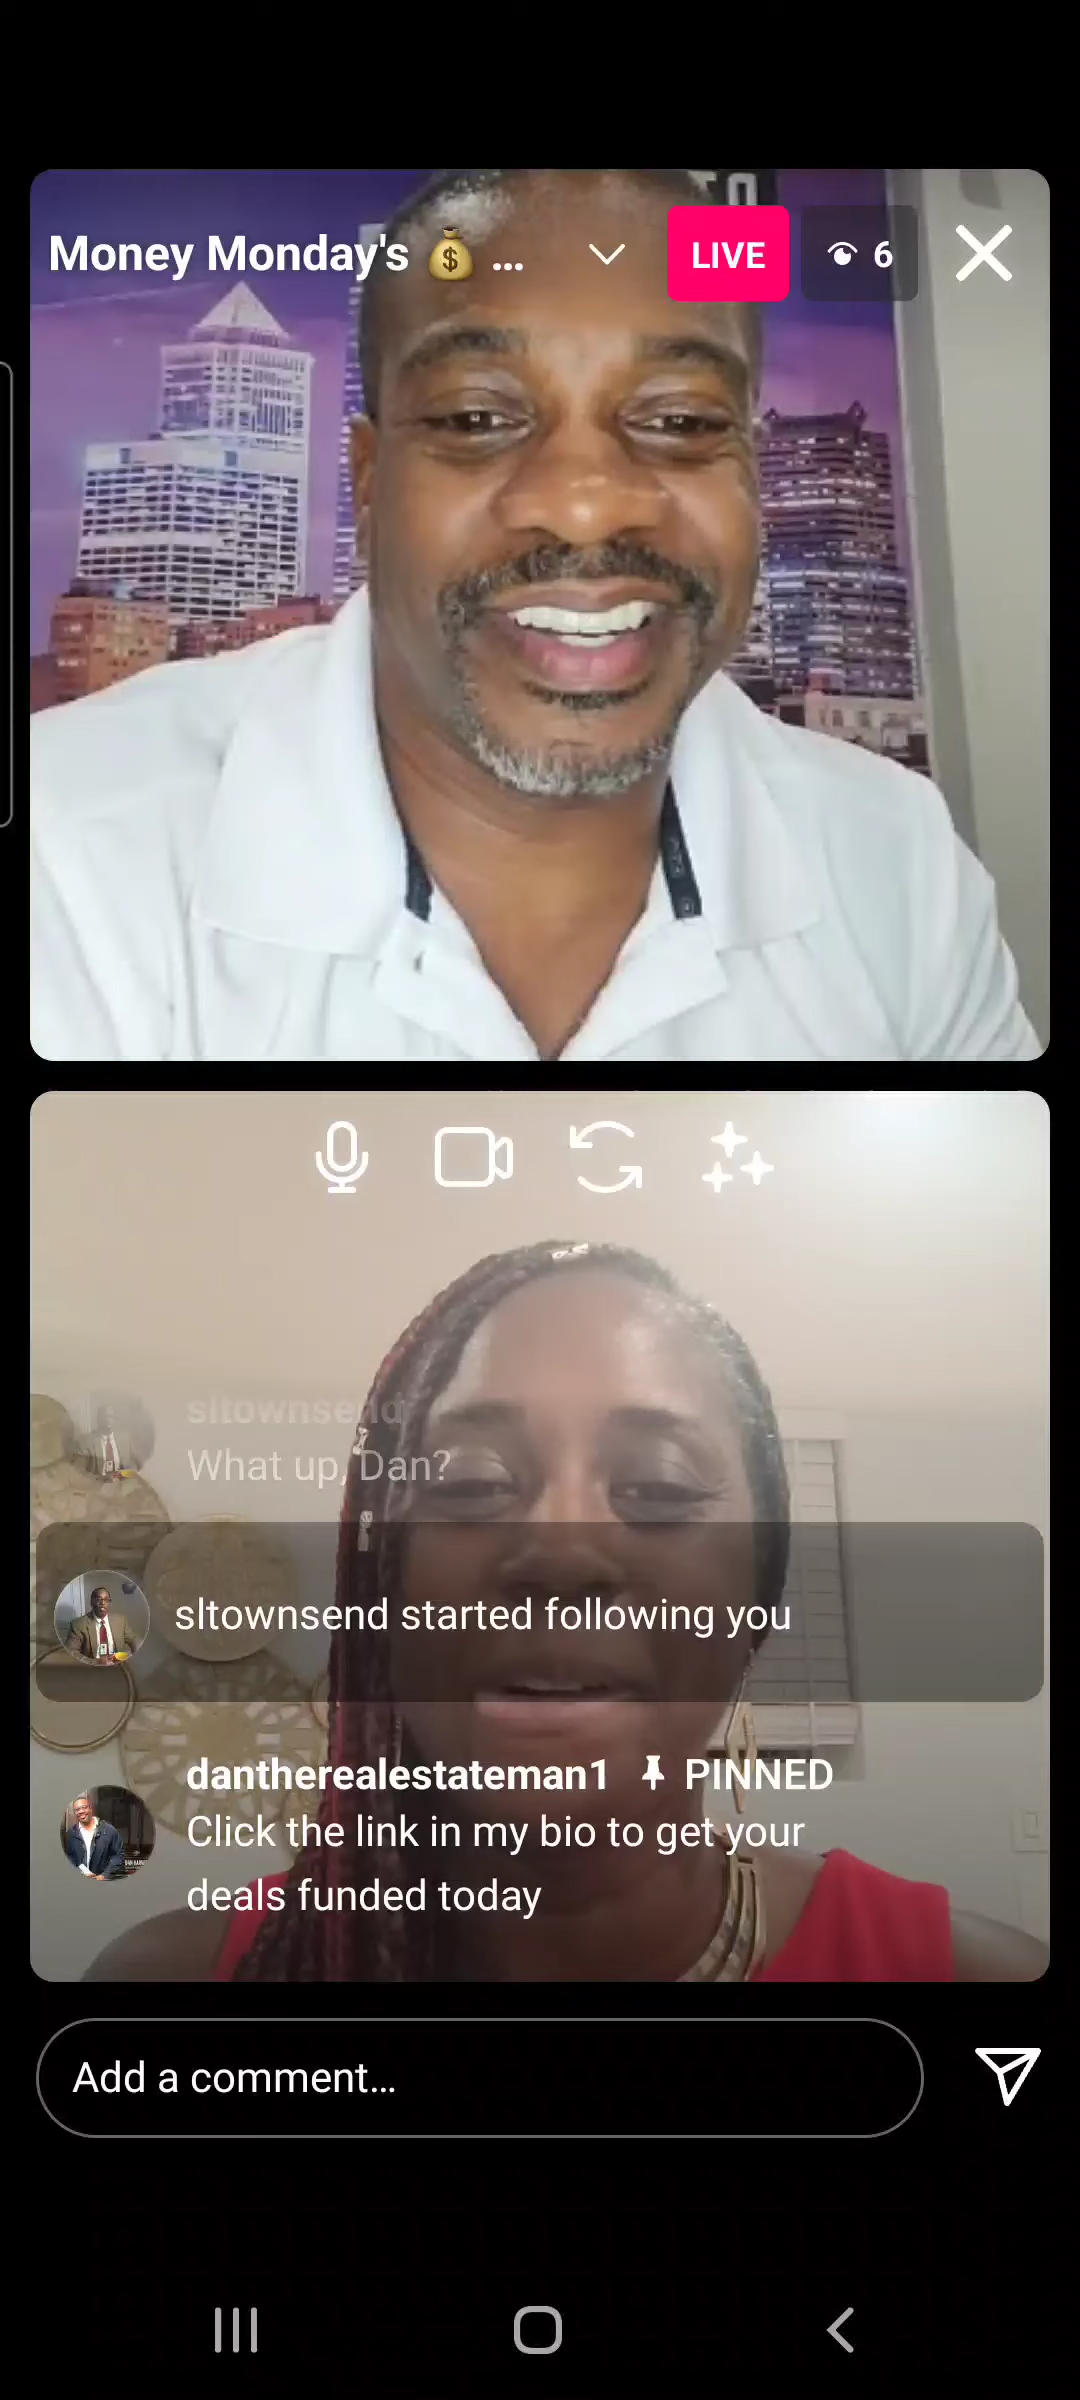 Money Monday's 💰 ...
LIVE
6
sltownsend
What up, Dan?
sltownsend started following you
dantherealestateman1 PINNED
Click the link in my bio to get your
deals funded today
Add a comment...